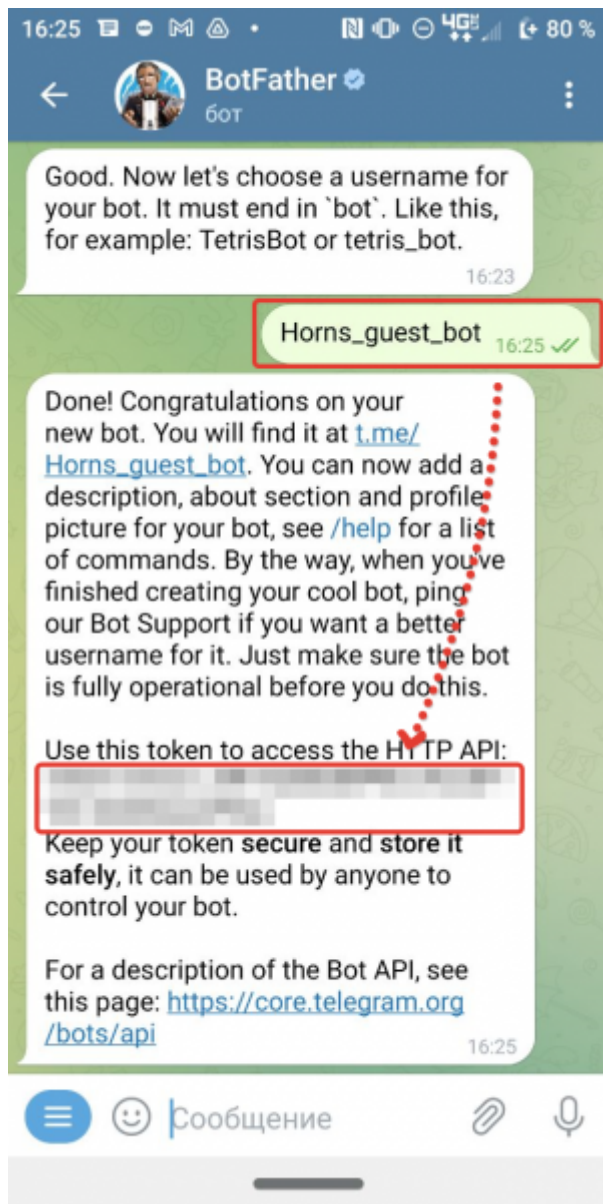 16:25
4G
80 %
BotFather
бот
Good. Now let's choose a username for
your bot. It must end in `bot`. Like this,
for example: TetrisBot or tetris_bot.
16:23
Horns_guest_bot
16:25
Done! Congratulations on your
new bot. You will find it at t.me/
Horns_guest_bot. You can now add a
description, about section and profile
picture for your bot, see /help for a list
of commands. By the way, when you've
finished creating your cool bot, ping
our Bot Support if you want a better
username for it. Just make sure the bot
is fully operational before you do this.
Use this token to access the HTTP API:
Keep your token secure and store it
safely, it can be used by anyone to
control your bot.
For a description of the Bot API, see
this page: https://core.telegram.org
/bots/api
16:25
Сообщение